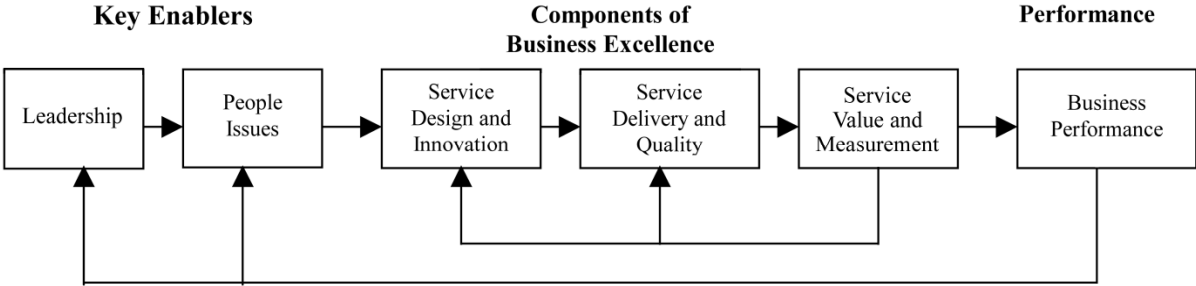 Key Enablers
Components of
Business Excellence
Performance
Leadership
People
Issues
Service
Design and
Innovation
Service
Delivery and
Quality
Service
Value and
Measurement
Business
Performance